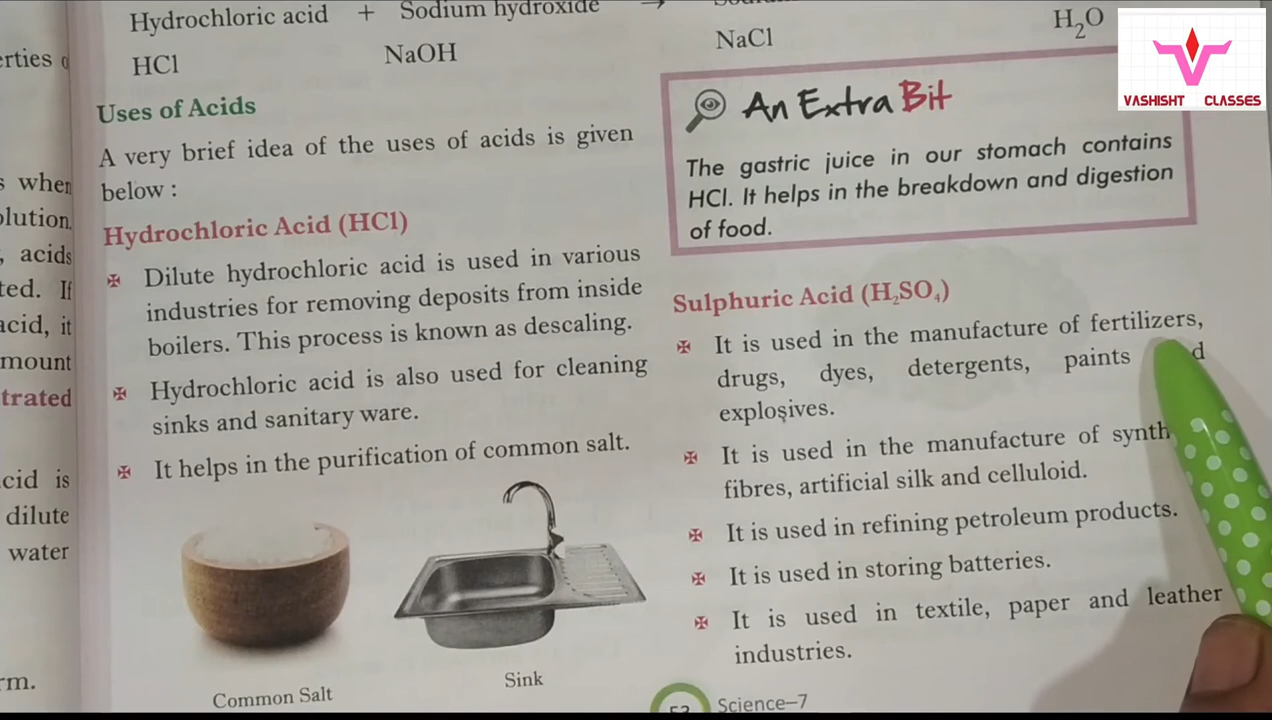 Hydrochloric acid + Sodium hydroxide →
HCl NaOH NaCl H₂O
erties
s when
olution.
, acids
ted. If
acid, it
mount
trated
cid is
dilute
water
rm.
Uses of Acids
A very brief idea of the uses of acids is given
below :
Hydrochloric Acid (HCl)
✠ Dilute hydrochloric acid is used in various
industries for removing deposits from inside
boilers. This process is known as descaling.
✠ Hydrochloric acid is also used for cleaning
sinks and sanitary ware.
✠ It helps in the purification of common salt.
Common Salt
Sink
An Extra Bit
The gastric juice in our stomach contains
HCl. It helps in the breakdown and digestion
of food.
Sulphuric Acid (H₂SO₄)
✠ It is used in the manufacture of fertilizers,
drugs, dyes, detergents, paints d
explosives.
✠ It is used in the manufacture of synth
fibres, artificial silk and celluloid.
✠ It is used in refining petroleum products.
✠ It is used in storing batteries.
✠ It is used in textile, paper and leather
industries.
53 Science–7
VASHISHT CLASSES